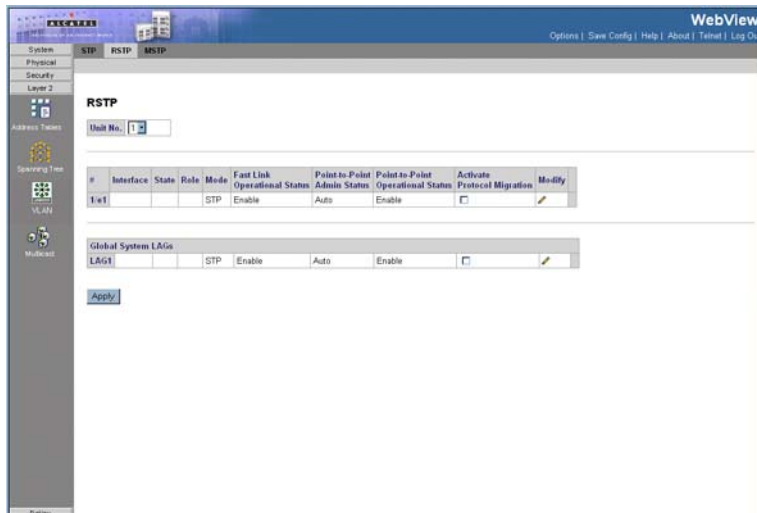 ALCATEL
WebView
Options | Save Config | Help | About | Telnet | Log Ou
System
Physical
Security
Layer 2
Address Tables
Spanning Tree
VLAN
Multicast
STP RSTP MSTP
RSTP
Unit No. 1
# Interface State Role Mode Fast Link Operational Status Point-to-Point Admin Status Point-to-Point Operational Status Activate Protocol Migration Modify
1/e1 STP Enable Auto Enable
Global System LAGs
LAG1 STP Enable Auto Enable
Apply